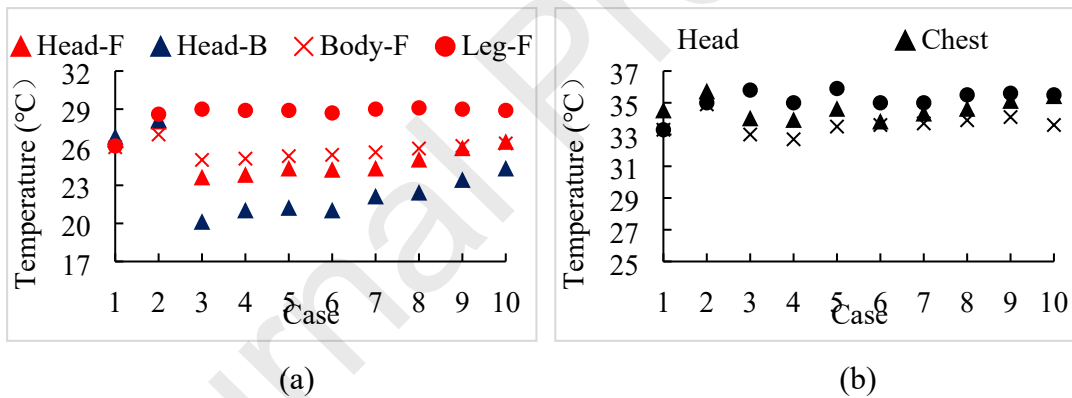 Head-F Head-B Body-F Leg-F
Temperature (°C)
32
29
26
23
20
17
1 2 3 4 5 6 7 8 9 10
Case
(a)
Head Chest
Temperature (°C)
37
35
33
31
29
27
25
1 2 3 4 5 6 7 8 9 10
Case
(b)